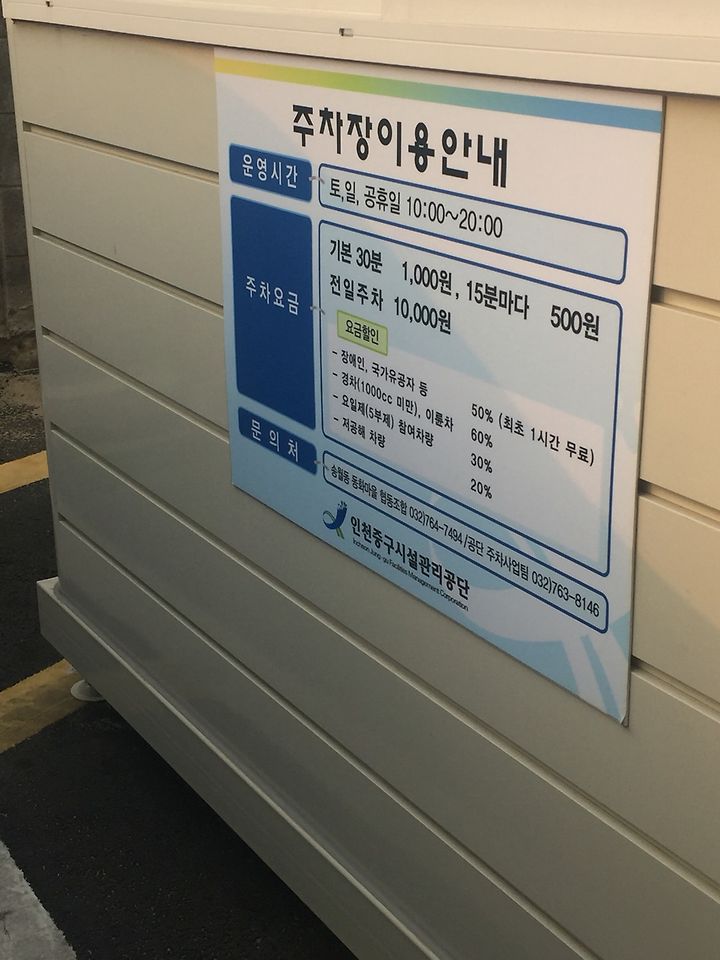 주차장이용안내
운영시간
토,일, 공휴일 10:00~20:00
주차요금
기본 30분 1,000원, 15분마다 500원
전일주차 10,000원
요금할인
- 장애인, 국가유공자 등 50% (최초 1시간 무료)
- 경차(1000cc 미만), 이륜차 60%
- 요일제(5부제) 참여차량 30%
- 저공해 차량 20%
문의처
송월동 동화마을 협동조합 032)764-7494 / 공단 주차사업팀 032)763-8146
인천중구시설관리공단
Incheon Jung-gu Facilities Management Corporation